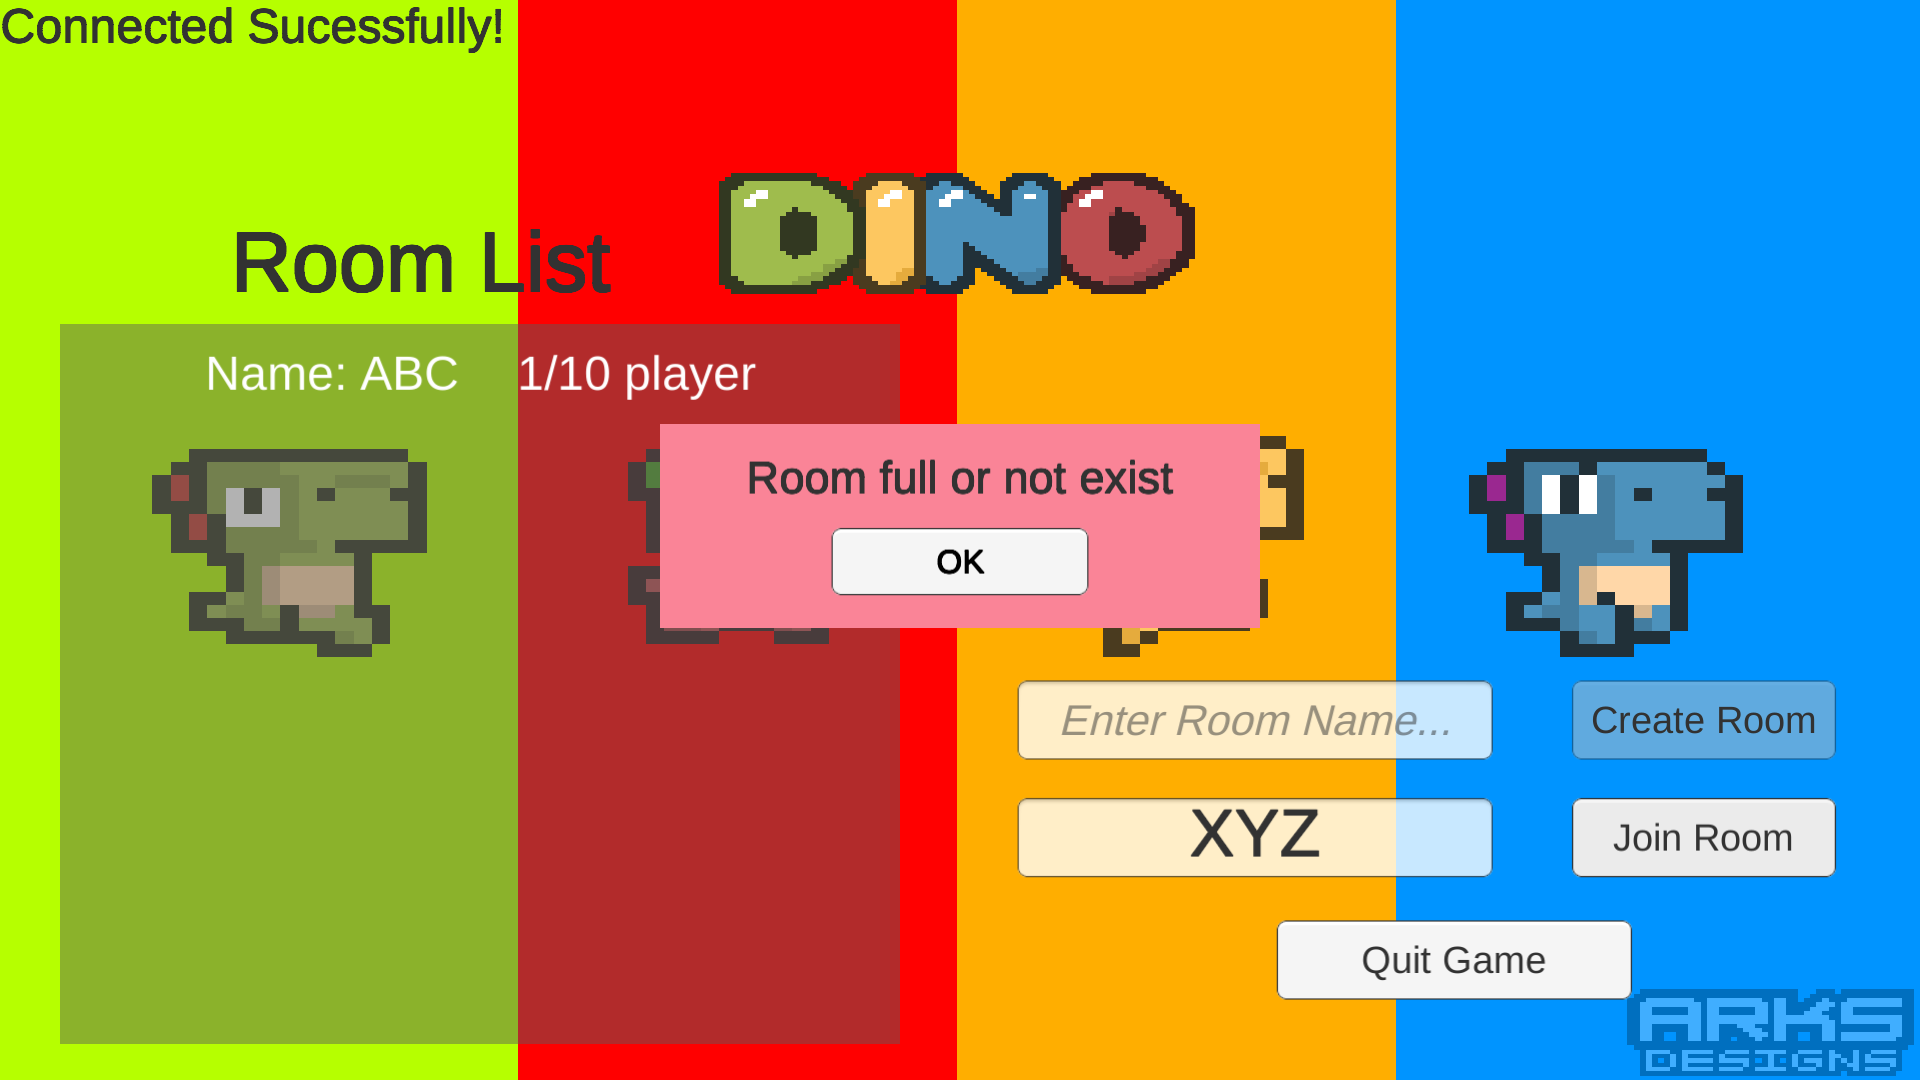 Connected Sucessfully!
DINO
Room List
Name: ABC 1/10 player
Room full or not exist
OK
Enter Room Name...
Create Room
XYZ
Join Room
Quit Game
ARKS
DESIGNS